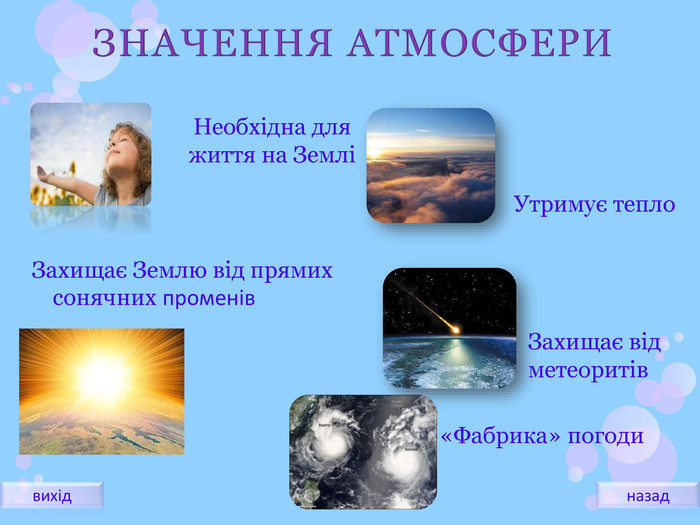 ЗНАЧЕННЯ АТМОСФЕРИ
Необхідна для
життя на Землі
Утримує тепло
Захищає Землю від прямих
сонячних променів
Захищає від
метеоритів
«Фабрика» погоди
вихід
назад